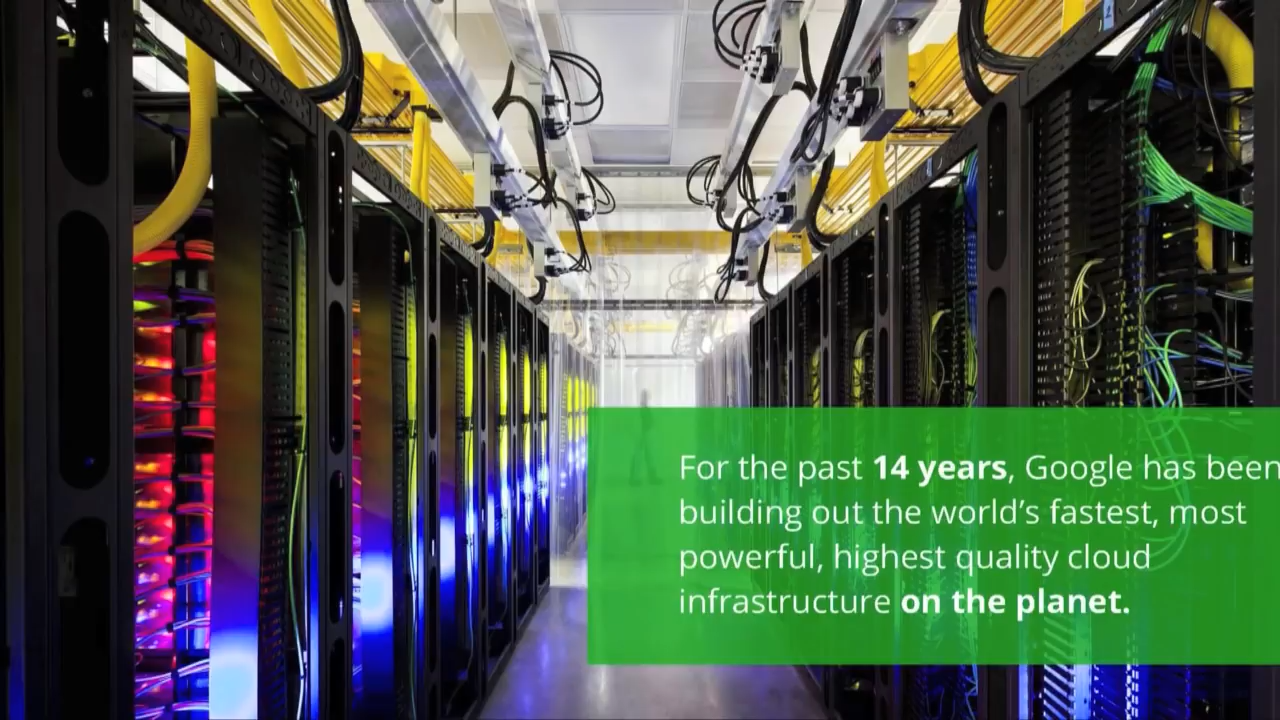 For the past 14 years, Google has been
building out the world's fastest, most
powerful, highest quality cloud
infrastructure on the planet.